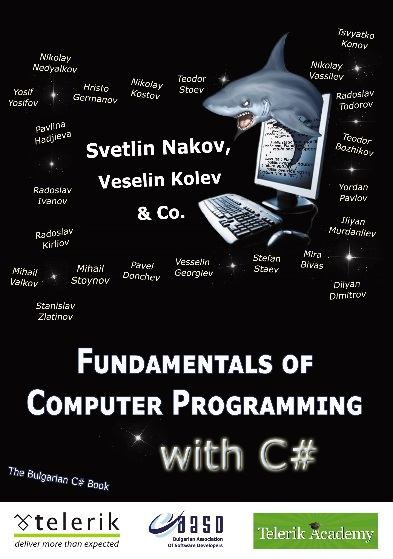 Tsvyatko
Konov
Nikolay
Nedyalkov
Nikolay
Vassilev
Teodor
Stoev
Nikolay
Kostov
Hristo
Germanov
Yosif
Yosifov
Radoslav
Todorov
Pavlina
Hadjieva
Teodor
Bozhikov
Svetlin Nakov,
Veselin Kolev
& Co.
Radoslav
Ivanov
Yordan
Pavlov
Iliyan
Murdanliev
Radoslav
Kirilov
Mihail
Valkov
Mihail
Stoynov
Pavel
Donchev
Vesselin
Georgiev
Stefan
Staev
Mira
Bivas
Dilyan
Dimitrov
Stanislav
Zlatinov
FUNDAMENTALS OF
COMPUTER PROGRAMMING
with C#
The Bulgarian C# Book
telerik
deliver more than expected
BASD
Bulgarian Association
Of Software Developers
Telerik Academy